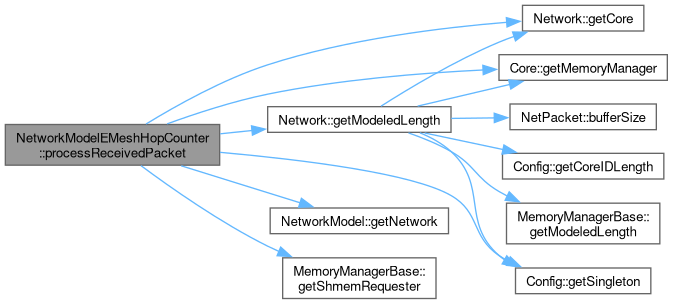 NetworkModelEMeshHopCounter
::processReceivedPacket
Network::getCore
Core::getMemoryManager
Network::getModeledLength
NetPacket::bufferSize
Config::getCoreIDLength
MemoryManagerBase::
getModeledLength
NetworkModel::getNetwork
MemoryManagerBase::
getShmemRequester
Config::getSingleton